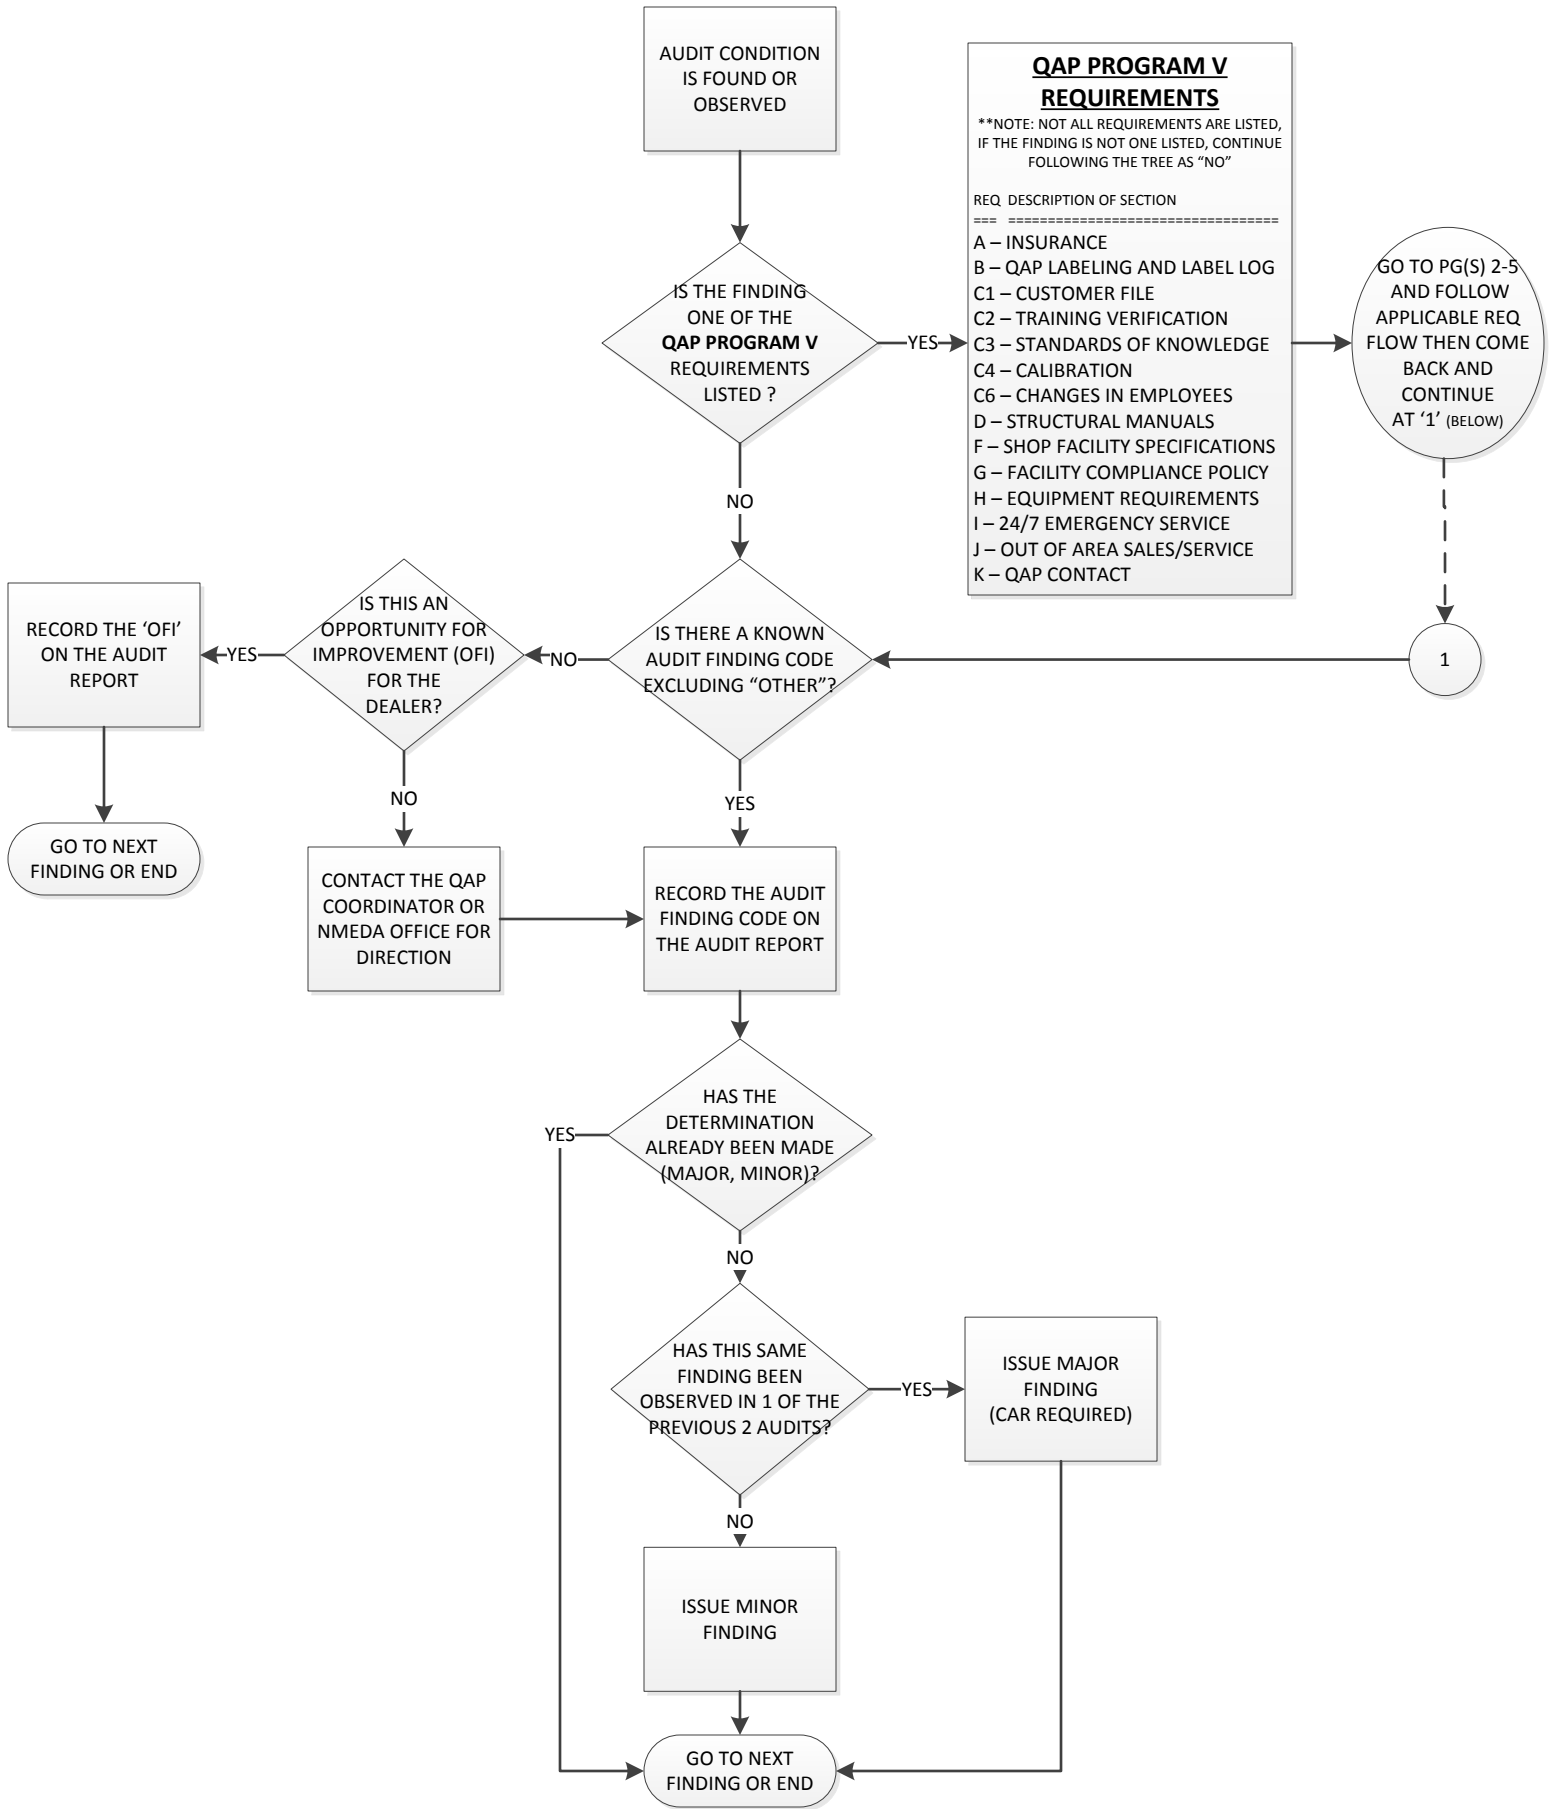 AUDIT CONDITION
IS FOUND OR
OBSERVED
QAP PROGRAM V
REQUIREMENTS
**NOTE: NOT ALL REQUIREMENTS ARE LISTED,
IF THE FINDING IS NOT ONE LISTED, CONTINUE
FOLLOWING THE TREE AS “NO”
REQ DESCRIPTION OF SECTION
=== ==================================
A – INSURANCE
B – QAP LABELING AND LABEL LOG
C1 – CUSTOMER FILE
C2 – TRAINING VERIFICATION
C3 – STANDARDS OF KNOWLEDGE
C4 – CALIBRATION
C6 – CHANGES IN EMPLOYEES
D – STRUCTURAL MANUALS
F – SHOP FACILITY SPECIFICATIONS
G – FACILITY COMPLIANCE POLICY
H – EQUIPMENT REQUIREMENTS
I – 24/7 EMERGENCY SERVICE
J – OUT OF AREA SALES/SERVICE
K – QAP CONTACT
IS THE FINDING
ONE OF THE
QAP PROGRAM V
REQUIREMENTS
LISTED ?
YES
GO TO PG(S) 2-5
AND FOLLOW
APPLICABLE REQ
FLOW THEN COME
BACK AND
CONTINUE
AT ‘1’ (BELOW)
NO
1
IS THERE A KNOWN
AUDIT FINDING CODE
EXCLUDING “OTHER”?
NO
IS THIS AN
OPPORTUNITY FOR
IMPROVEMENT (OFI)
FOR THE
DEALER?
YES
RECORD THE ‘OFI’
ON THE AUDIT
REPORT
GO TO NEXT
FINDING OR END
NO
YES
CONTACT THE QAP
COORDINATOR OR
NMEDA OFFICE FOR
DIRECTION
RECORD THE AUDIT
FINDING CODE ON
THE AUDIT REPORT
HAS THE
DETERMINATION
ALREADY BEEN MADE
(MAJOR, MINOR)?
YES
NO
HAS THIS SAME
FINDING BEEN
OBSERVED IN 1 OF THE
PREVIOUS 2 AUDITS?
YES
ISSUE MAJOR
FINDING
(CAR REQUIRED)
NO
ISSUE MINOR
FINDING
GO TO NEXT
FINDING OR END